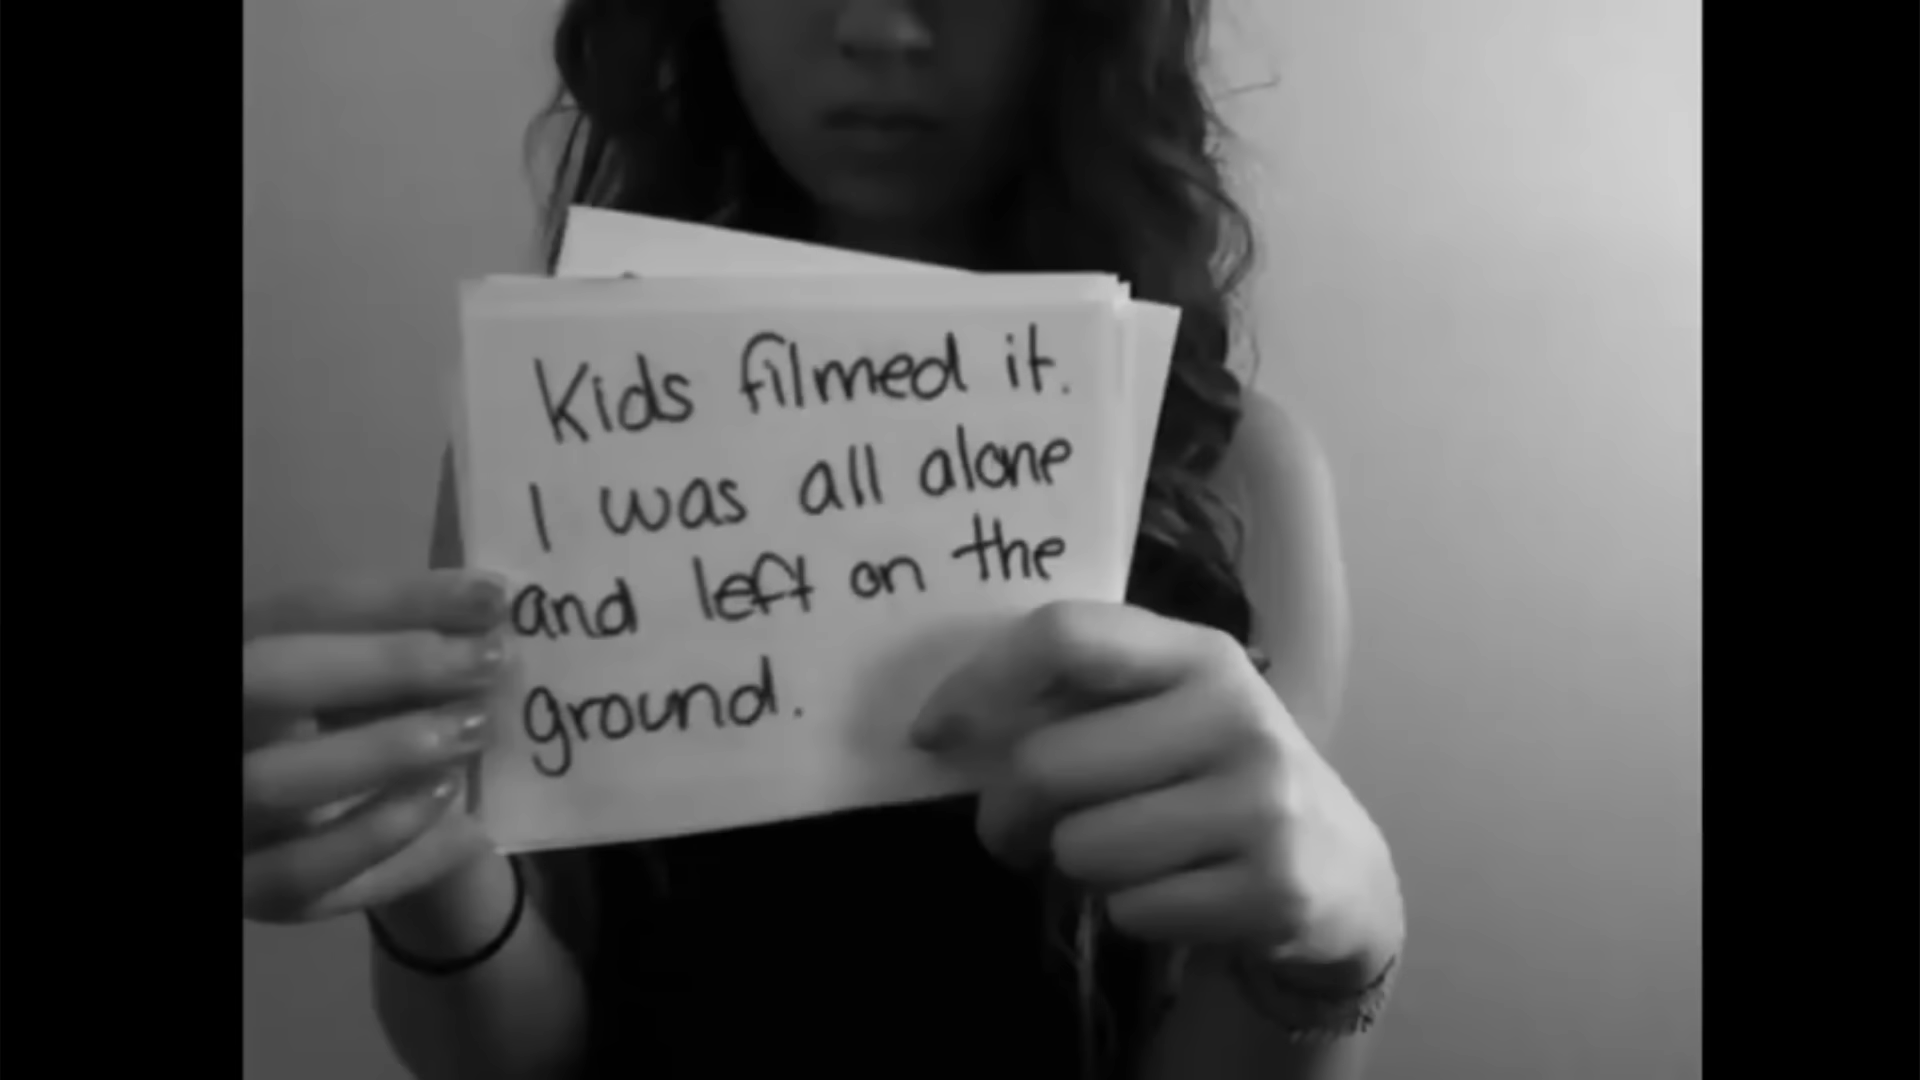 Kids filmed it.
I was all alone
and left on the
ground.